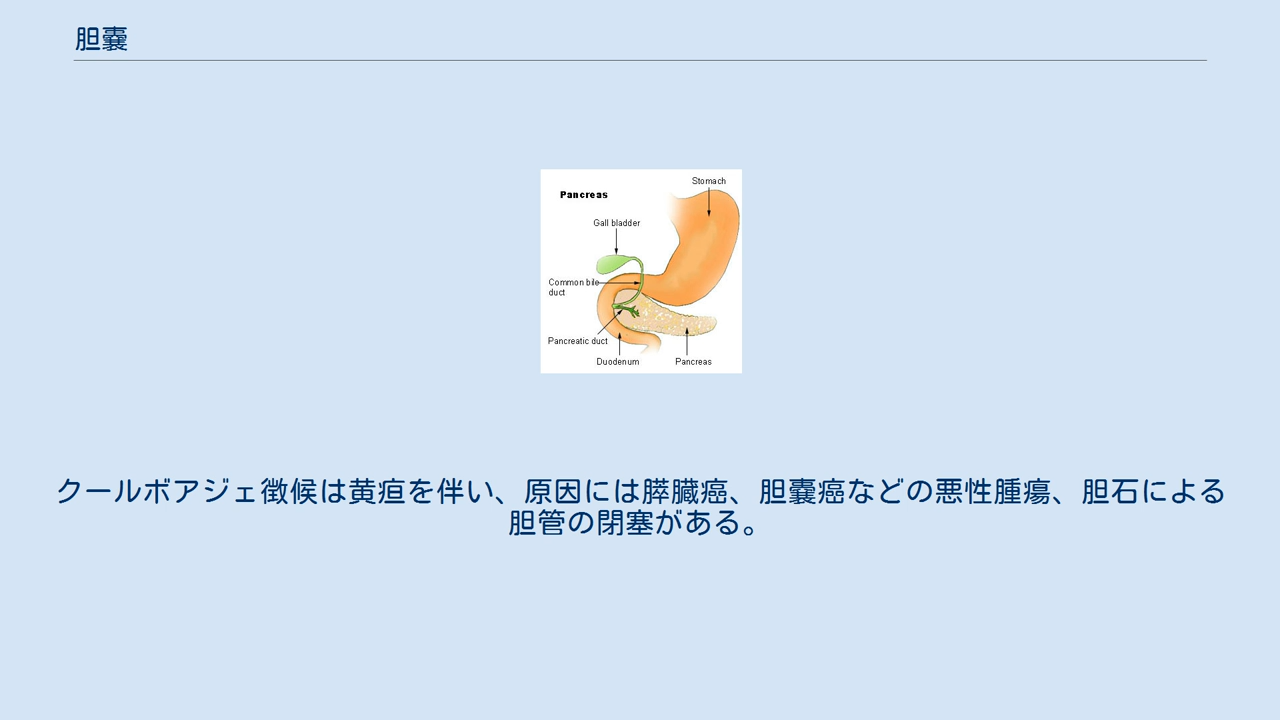 胆嚢
Pancreas
Stomach
Gall bladder
Common bile
duct
Pancreatic duct
Duodenum
Pancreas
クールボアジェ徴候は黄疸を伴い、原因には膵臓癌、胆嚢癌などの悪性腫瘍、胆石による
胆管の閉塞がある。